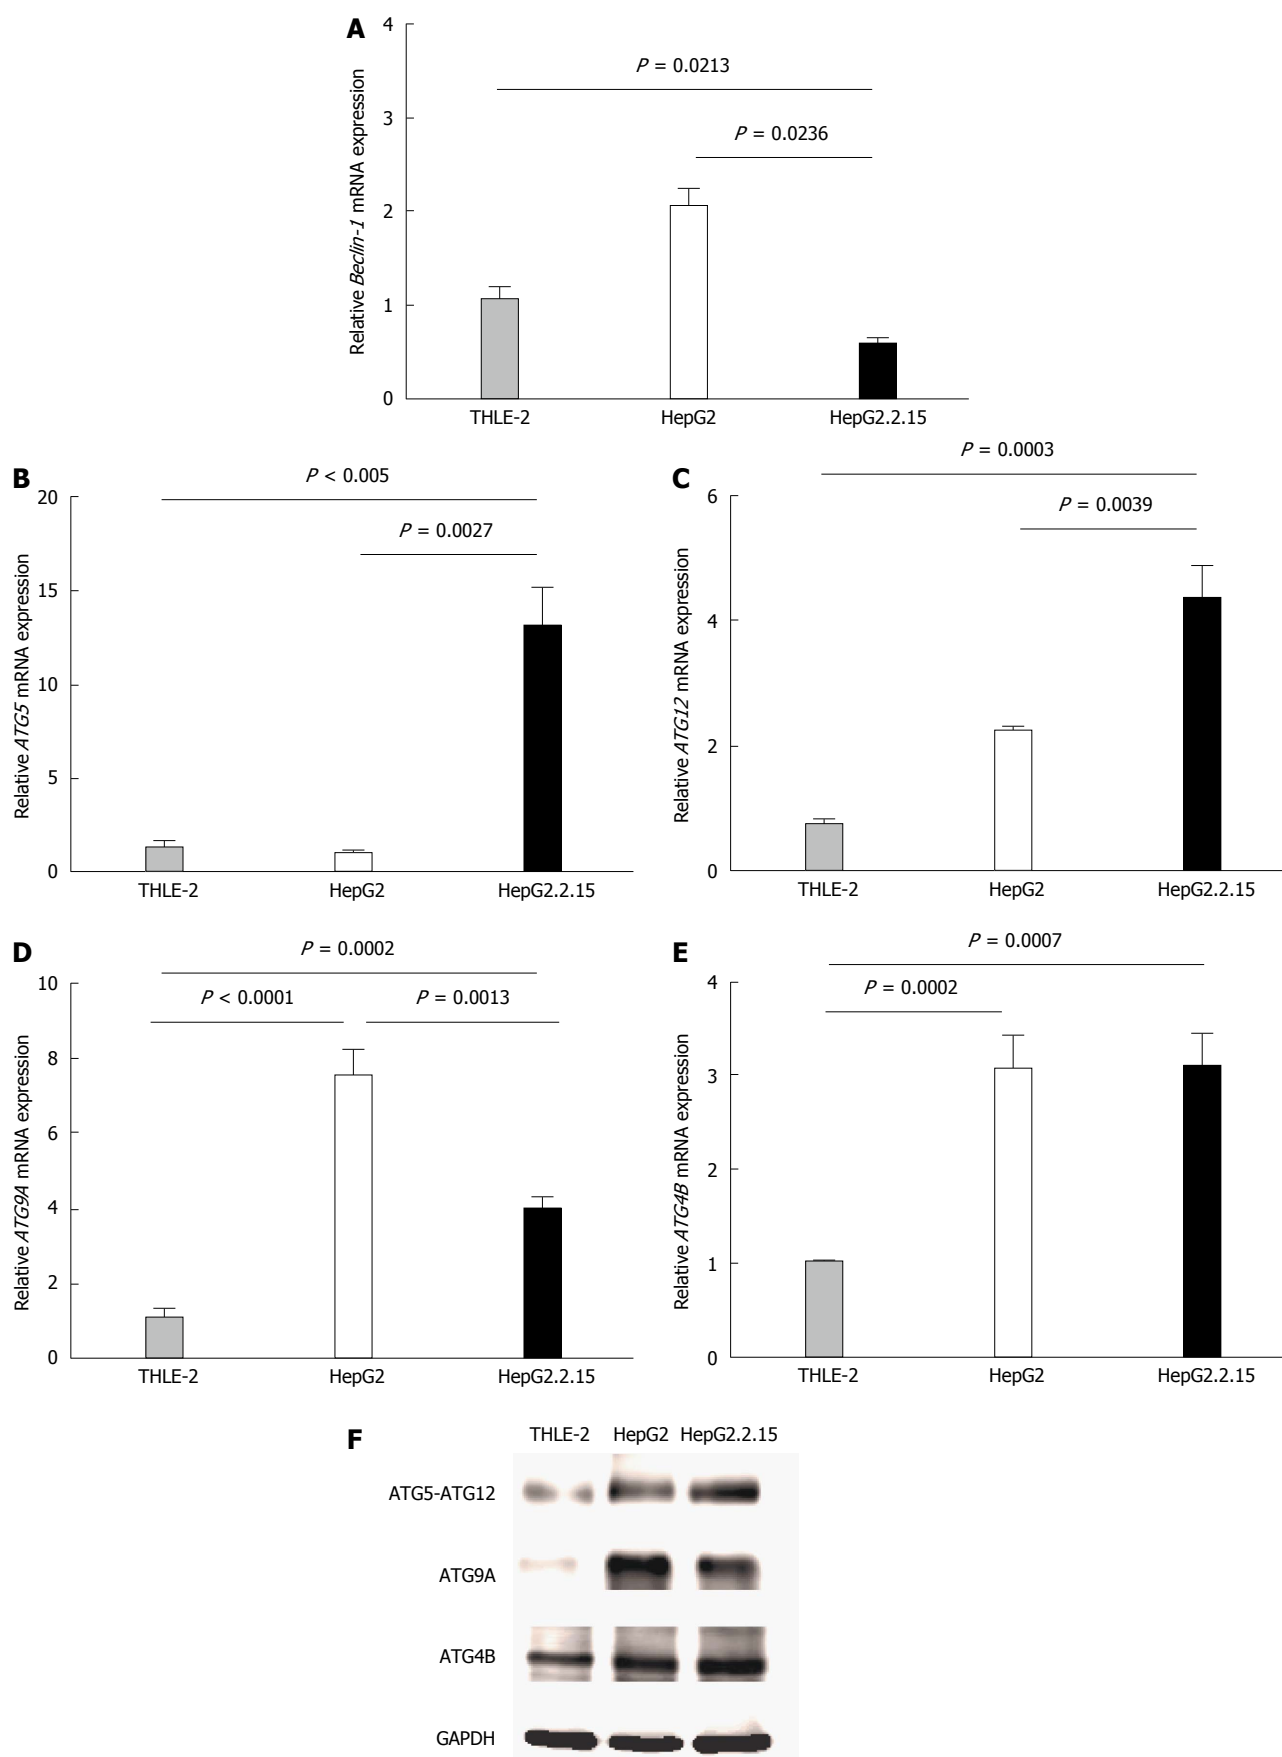 A
4
3
2
1
0
Relative Beclin-1 mRNA expression
P = 0.0213
P = 0.0236
THLE-2 HepG2 HepG2.2.15
B
20
15
10
5
0
Relative ATG5 mRNA expression
P < 0.005
P = 0.0027
THLE-2 HepG2 HepG2.2.15
C
6
4
2
0
Relative ATG12 mRNA expression
P = 0.0003
P = 0.0039
THLE-2 HepG2 HepG2.2.15
D
10
8
6
4
2
0
Relative ATG9A mRNA expression
P = 0.0002
P < 0.0001 P = 0.0013
THLE-2 HepG2 HepG2.2.15
E
4
3
2
1
0
Relative ATG4B mRNA expression
P = 0.0007
P = 0.0002
THLE-2 HepG2 HepG2.2.15
F
THLE-2 HepG2 HepG2.2.15
ATG5-ATG12
ATG9A
ATG4B
GAPDH